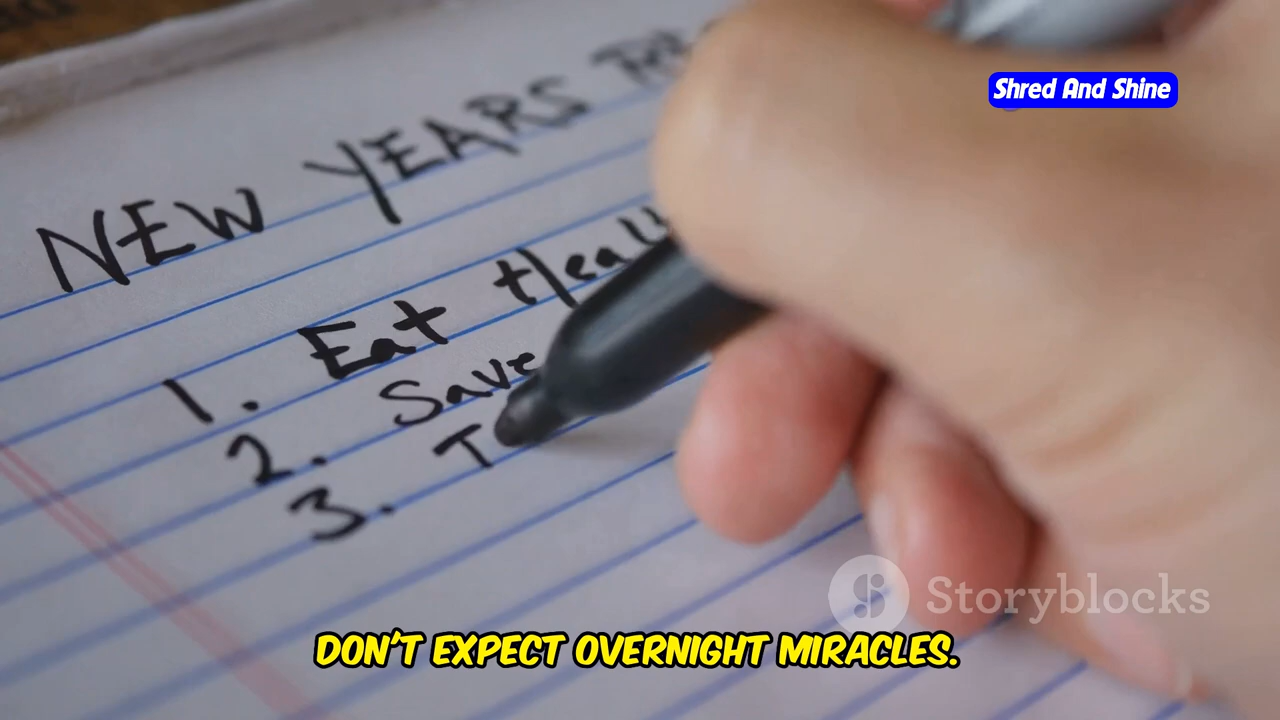 Shred And Shine
NEW YEARS
1. Eat
2. Save
3. T
Storyblocks
DON'T EXPECT OVERNIGHT MIRACLES.